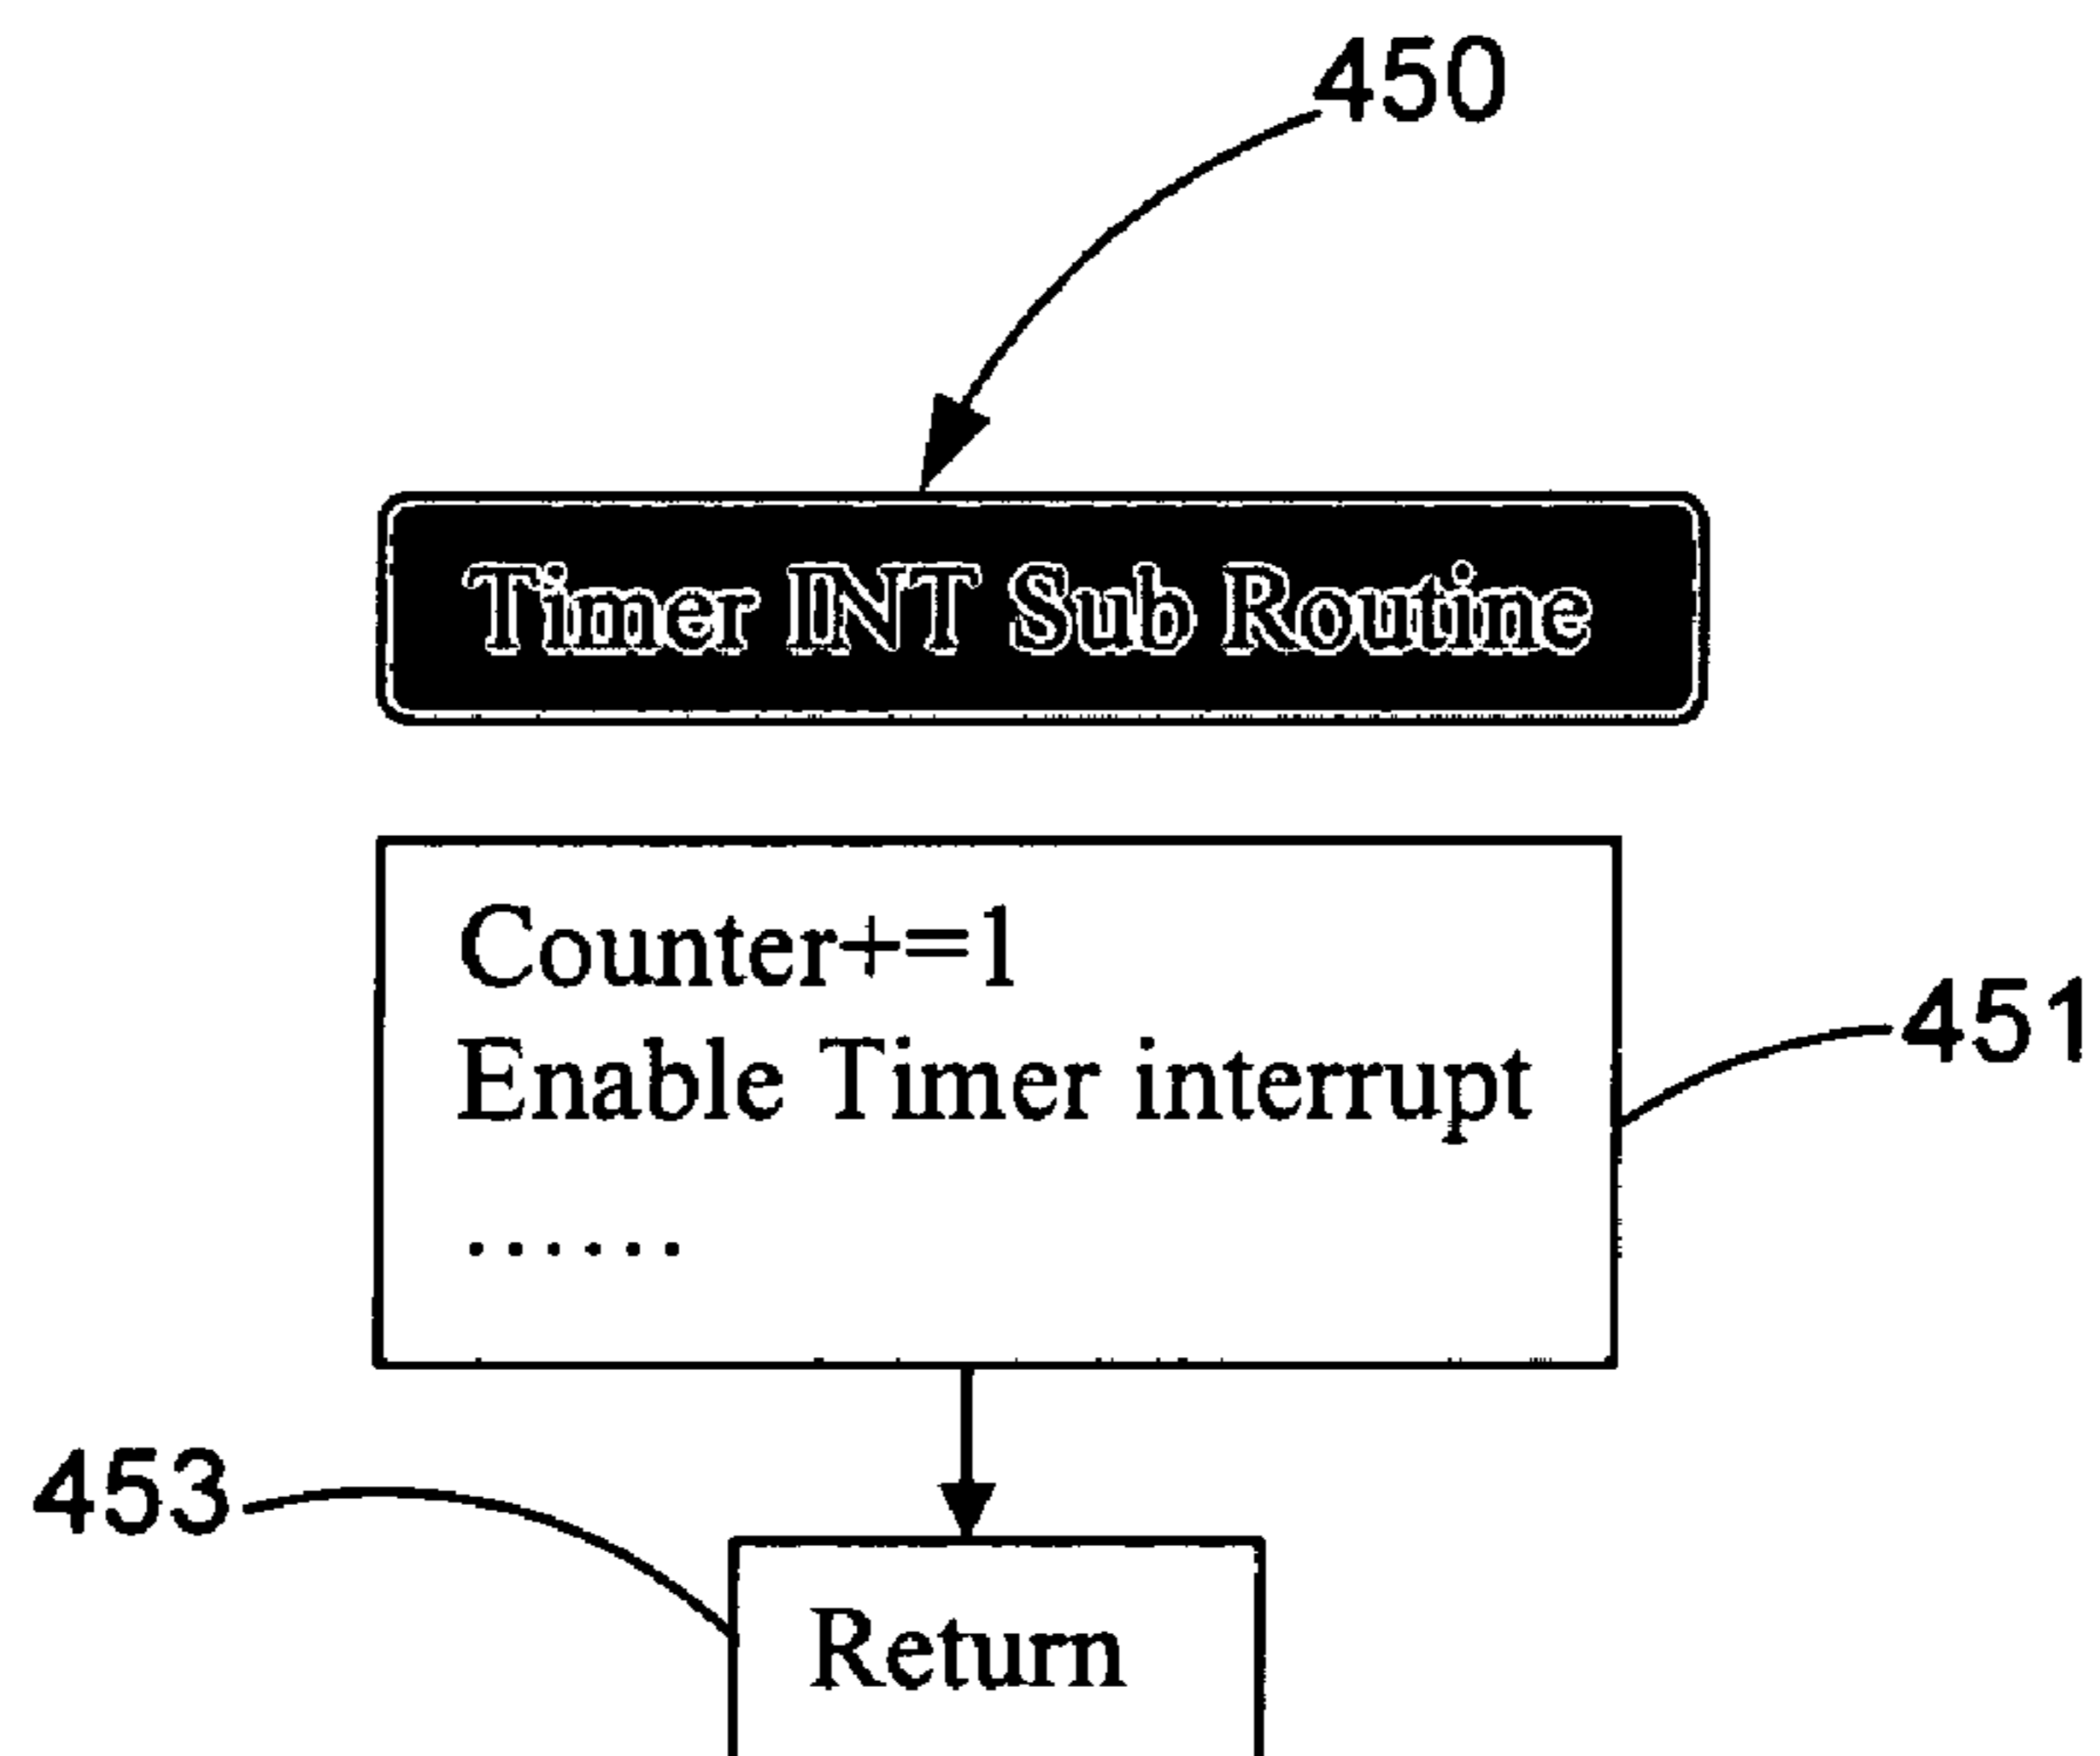 450
Timer INT Sub Routine
Counter+=1
Enable Timer interrupt
......
451
453
Return